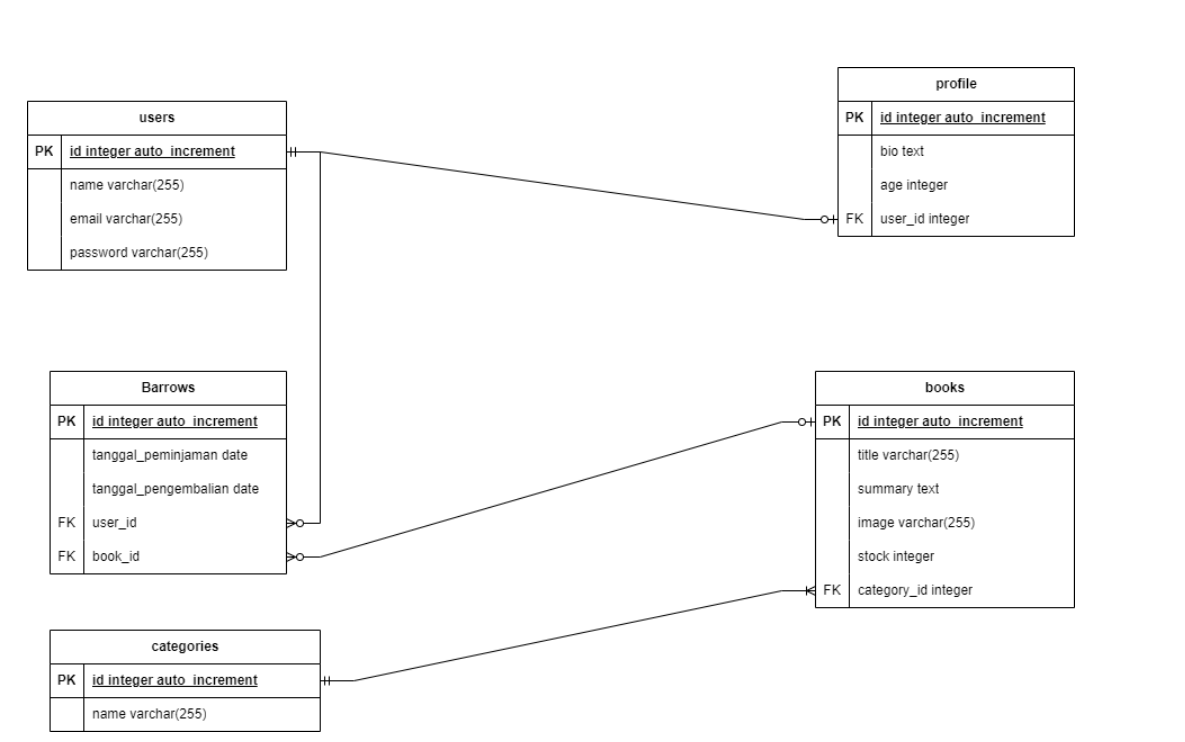 users
PK id integer auto_increment
name varchar(255)
email varchar(255)
password varchar(255)
profile
PK id integer auto_increment
bio text
age integer
FK user_id integer
Barrows
PK id integer auto_increment
tanggal_peminjaman date
tanggal_pengembalian date
FK user_id
FK book_id
books
PK id integer auto_increment
title varchar(255)
summary text
image varchar(255)
stock integer
FK category_id integer
categories
PK id integer auto_increment
name varchar(255)